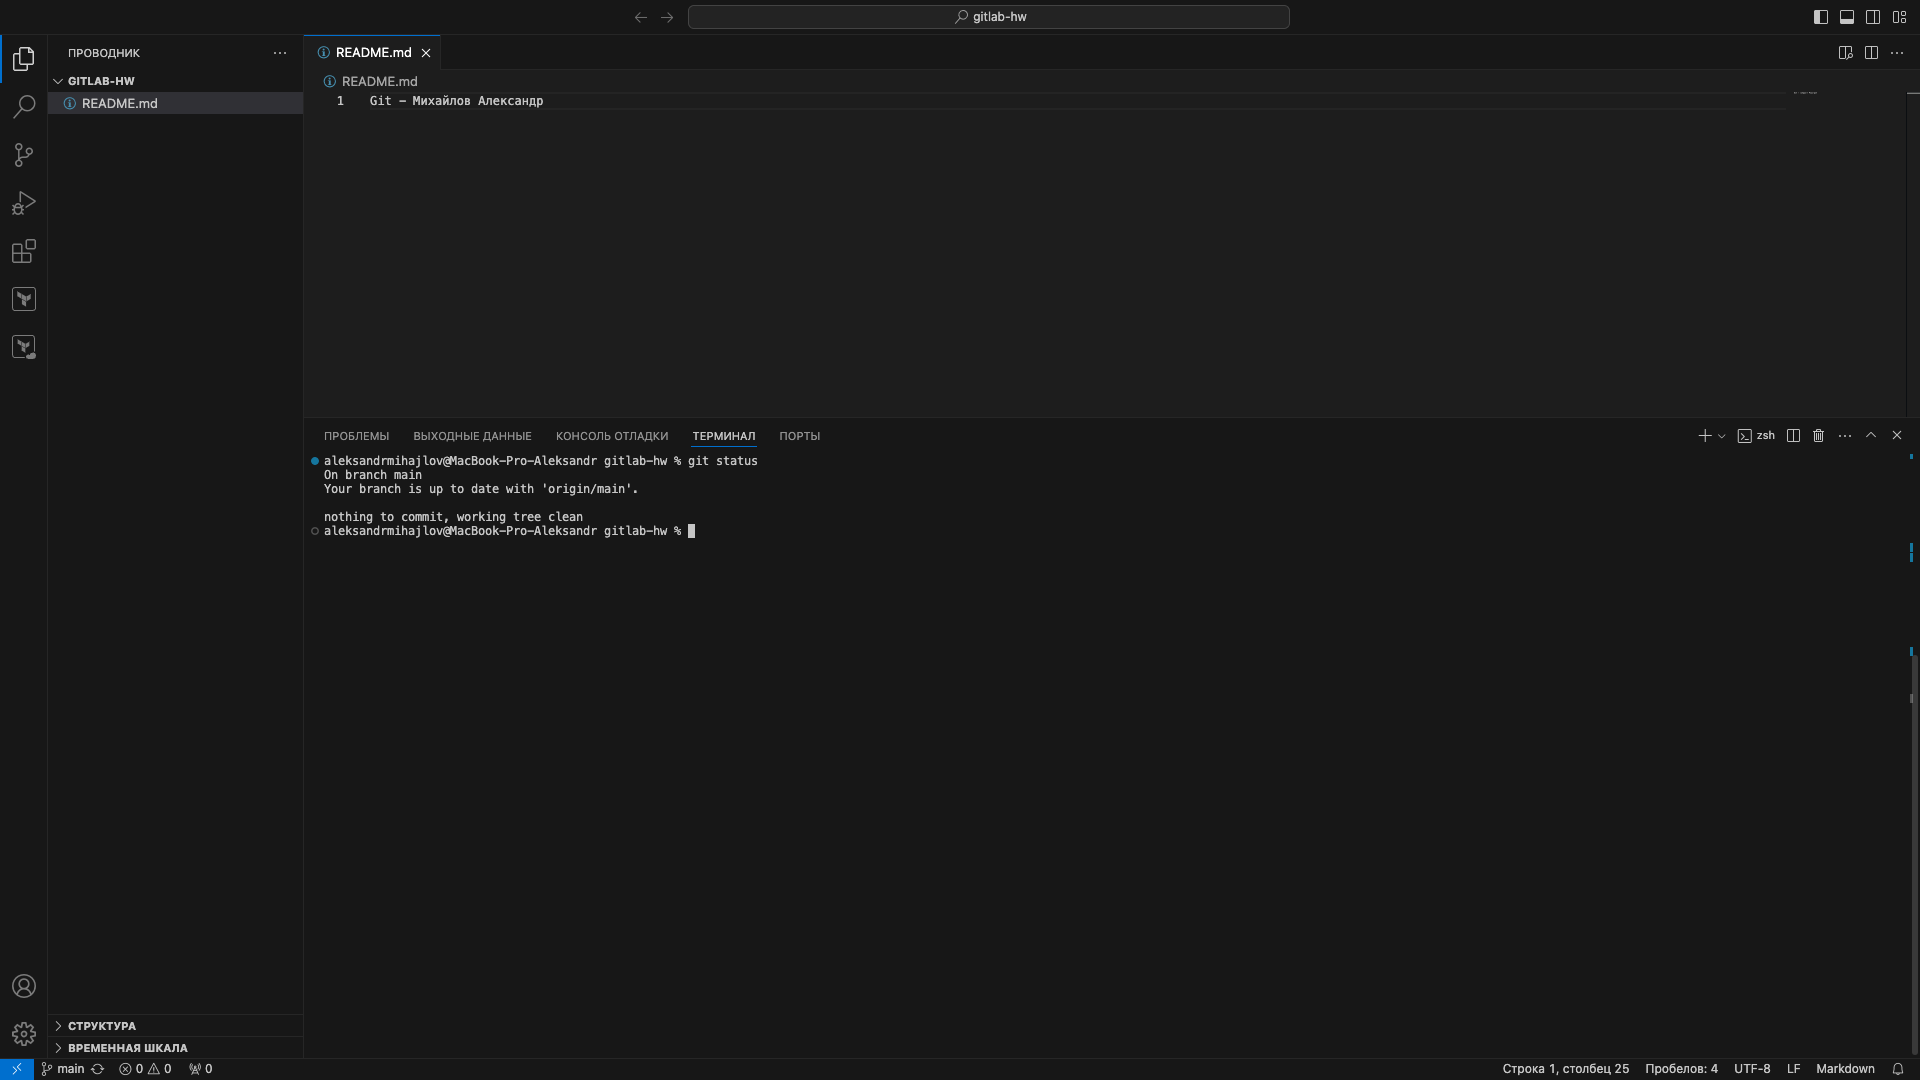 gitlab-hw
ПРОВОДНИК
GITLAB-HW
README.md
README.md
README.md
1 Git - Михайлов Александр
ПРОБЛЕМЫ ВЫХОДНЫЕ ДАННЫЕ КОНСОЛЬ ОТЛАДКИ ТЕРМИНАЛ ПОРТЫ
zsh
aleksandrmihajlov@MacBook-Pro-Aleksandr gitlab-hw % git status
On branch main
Your branch is up to date with 'origin/main'.
nothing to commit, working tree clean
aleksandrmihajlov@MacBook-Pro-Aleksandr gitlab-hw %
СТРУКТУРА
ВРЕМЕННАЯ ШКАЛА
main 0 0 0 Строка 1, столбец 25 Пробелов: 4 UTF-8 LF Markdown